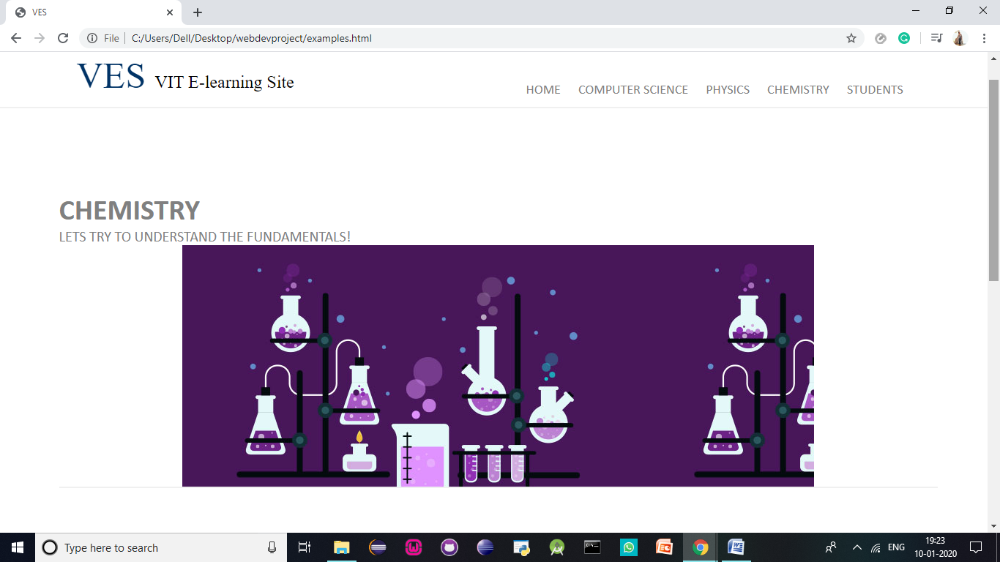 VES
File C:/Users/Dell/Desktop/webdevproject/examples.html
VES VIT E-learning Site
HOME COMPUTER SCIENCE PHYSICS CHEMISTRY STUDENTS
CHEMISTRY
LETS TRY TO UNDERSTAND THE FUNDAMENTALS!
Type here to search
ENG
19:23
10-01-2020